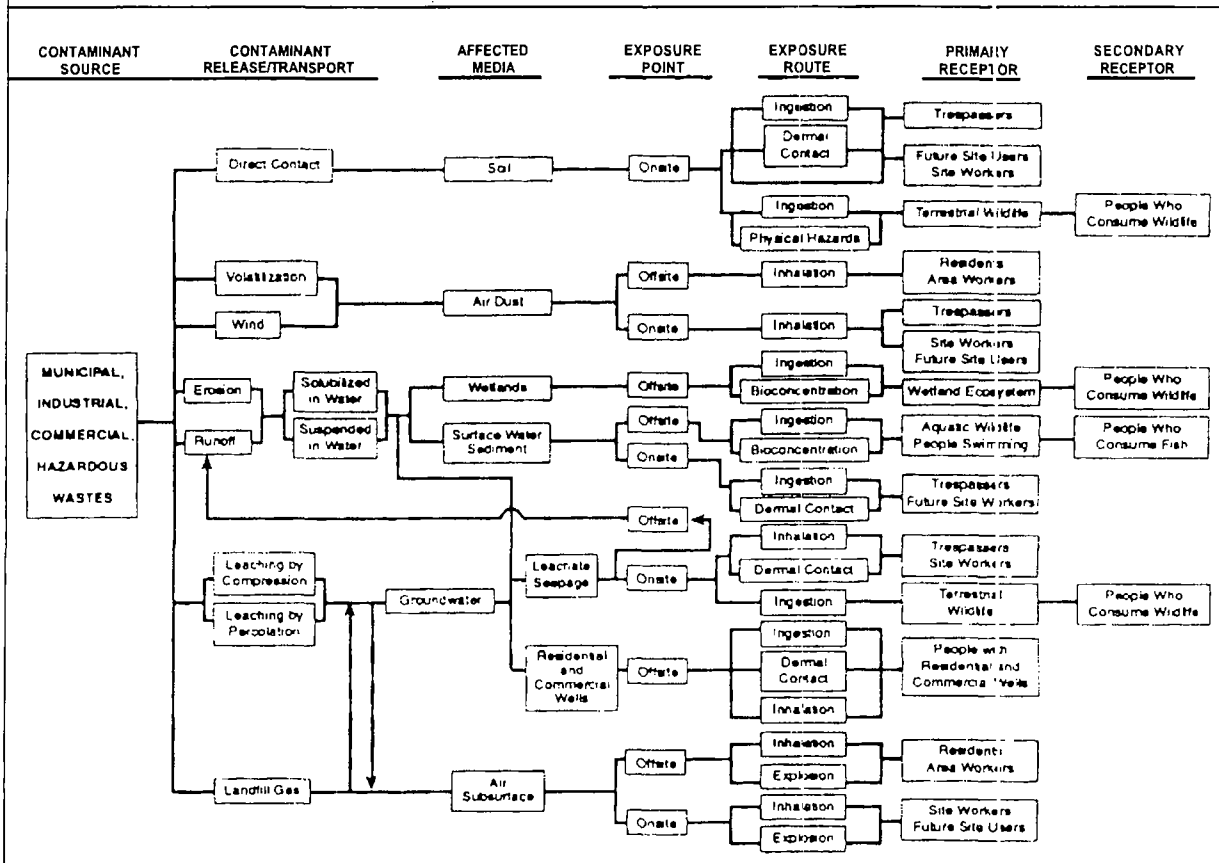 CONTAMINANT SOURCE
CONTAMINANT RELEASE/TRANSPORT
AFFECTED MEDIA
EXPOSURE POINT
EXPOSURE ROUTE
PRIMARY RECEPTOR
SECONDARY RECEPTOR
MUNICIPAL,
INDUSTRIAL,
COMMERCIAL,
HAZARDOUS
WASTES
Direct Contact
Soil
Onsite
Ingestion
Dermal
Contact
Trespassers
Future Site Users
Site Workers
Ingestion
Physical Hazards
Terrestrial Wildlife
People Who
Consume Wildlife
Volatilization
Wind
Air Dust
Offsite
Inhalation
Residents
Area Workers
Onsite
Inhalation
Trespassers
Site Workers
Future Site Users
Erosion
Runoff
Solubilized
in Water
Suspended
in Water
Wetlands
Offsite
Ingestion
Bioconcentration
Wetland Ecosystem
People Who
Consume Wildlife
Surface Water
Sediment
Offsite
Onsite
Ingestion
Bioconcentration
Aquatic Wildlife
People Swimming
People Who
Consume Fish
Ingestion
Dermal Contact
Trespassers
Future Site Workers
Offsite
Leaching by
Compression
Leaching by
Percolation
Groundwater
Leachate
Seepage
Onsite
Inhalation
Dermal Contact
Trespassers
Site Workers
Ingestion
Terrestrial
Wildlife
People Who
Consume Wildlife
Residential
and
Commercial
Wells
Offsite
Ingestion
Dermal
Contact
Inhalation
People with
Residential and
Commercial Wells
Landfill Gas
Air
Subsurface
Offsite
Inhalation
Explosion
Residents
Area Workers
Onsite
Inhalation
Explosion
Site Workers
Future Site Users